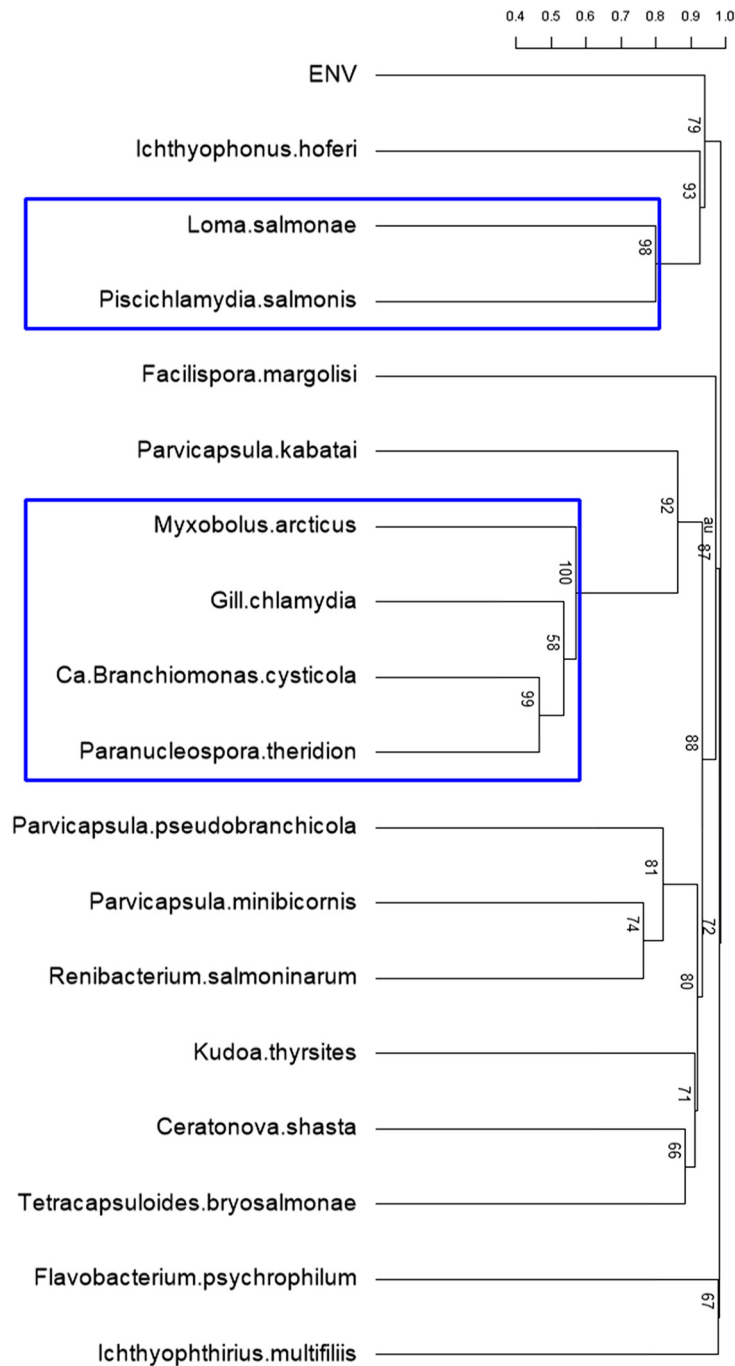 0.4 0.5 0.6 0.7 0.8 0.9 1.0
ENV
79
Ichthyophonus.hoferi
93
Loma.salmonae
98
Piscichlamydia.salmonis
Facilispora.margolisi
Parvicapsula.kabatai
92
Myxobolus.arcticus
au
87
100
Gill.chlamydia
58
Ca.Branchiomonas.cysticola
99
Paranucleospora.theridion
88
Parvicapsula.pseudobranchicola
81
Parvicapsula.minibicornis
74
72
Renibacterium.salmoninarum
80
Kudoa.thyrsites
71
Ceratonova.shasta
66
Tetracapsuloides.bryosalmonae
Flavobacterium.psychrophilum
67
Ichthyophthirius.multifiliis